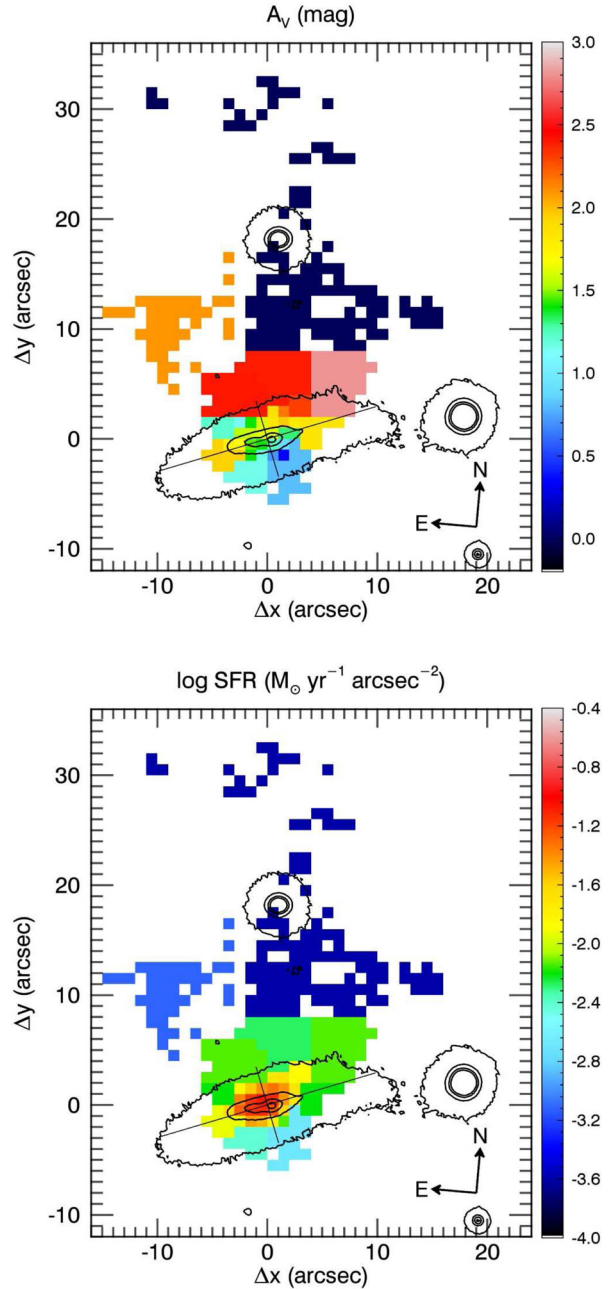 A_V (mag)
30
20
10
0
-10
Δy (arcsec)
-10 0 10 20
Δx (arcsec)
N
E
3.0
2.5
2.0
1.5
1.0
0.5
0.0
log SFR (M☉ yr⁻¹ arcsec⁻²)
30
20
10
0
-10
Δy (arcsec)
-10 0 10 20
Δx (arcsec)
N
E
-0.4
-0.8
-1.2
-1.6
-2.0
-2.4
-2.8
-3.2
-3.6
-4.0